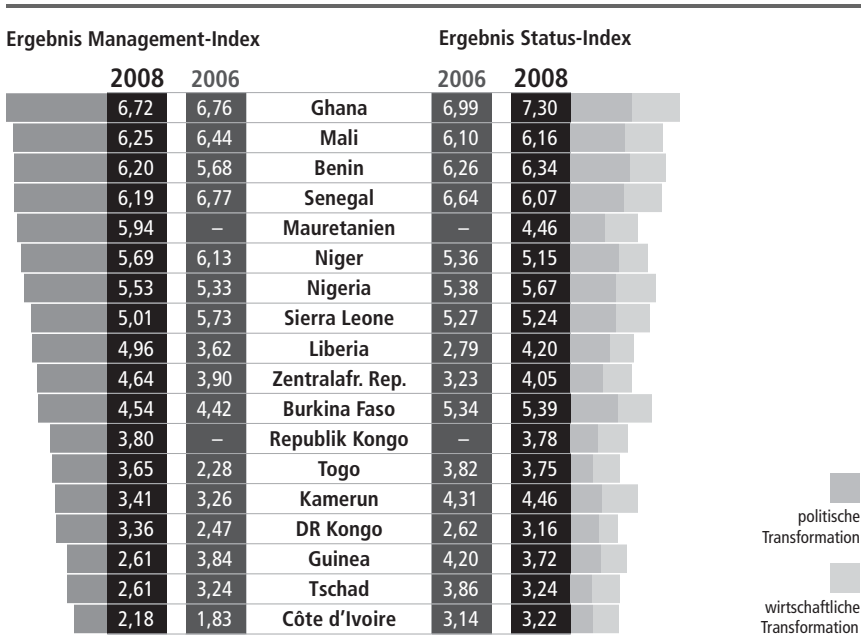 Ergebnis Management-Index Ergebnis Status-Index
2008 2006 2006 2008
6,72 6,76 Ghana 6,99 7,30
6,25 6,44 Mali 6,10 6,16
6,20 5,68 Benin 6,26 6,34
6,19 6,77 Senegal 6,64 6,07
5,94 – Mauretanien – 4,46
5,69 6,13 Niger 5,36 5,15
5,53 5,33 Nigeria 5,38 5,67
5,01 5,73 Sierra Leone 5,27 5,24
4,96 3,62 Liberia 2,79 4,20
4,64 3,90 Zentralafr. Rep. 3,23 4,05
4,54 4,42 Burkina Faso 5,34 5,39
3,80 – Republik Kongo – 3,78
3,65 2,28 Togo 3,82 3,75
3,41 3,26 Kamerun 4,31 4,46
3,36 2,47 DR Kongo 2,62 3,16
2,61 3,84 Guinea 4,20 3,72
2,61 3,24 Tschad 3,86 3,24
2,18 1,83 Côte d’Ivoire 3,14 3,22
politische
Transformation
wirtschaftliche
Transformation